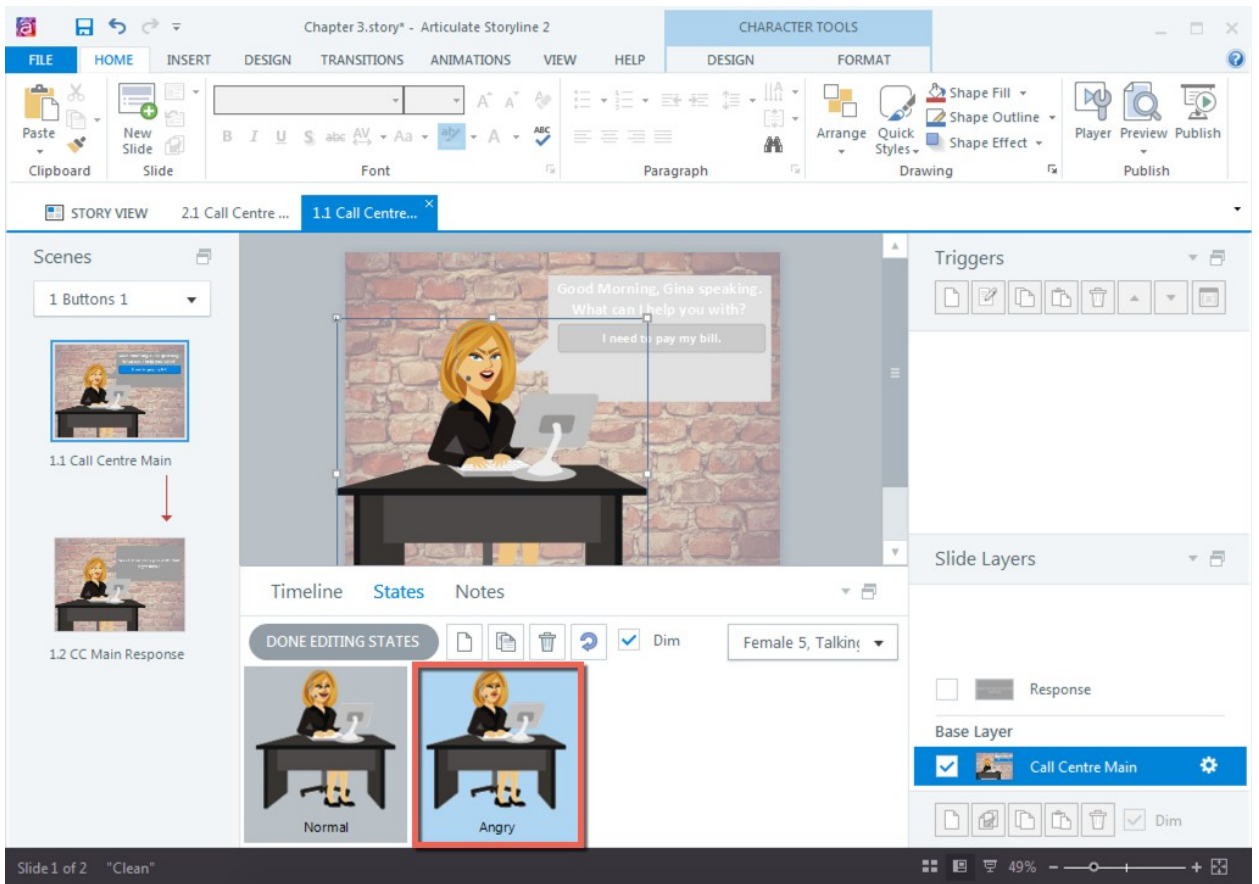 Chapter 3.story* - Articulate Storyline 2
CHARACTER TOOLS
FILE HOME INSERT DESIGN TRANSITIONS ANIMATIONS VIEW HELP DESIGN FORMAT
Paste
Clipboard
New Slide
Slide
B I U S abc AV Aa aby A ABC
Font
Paragraph
Arrange
Quick Styles
Shape Fill
Shape Outline
Shape Effect
Drawing
Player Preview Publish
Publish
STORY VIEW 2.1 Call Centre ... 1.1 Call Centre...
Scenes
1 Buttons 1
1.1 Call Centre Main
1.2 CC Main Response
Good Morning, Gina speaking.
What can I help you with?
I need to pay my bill.
Triggers
Timeline States Notes
DONE EDITING STATES
Dim
Female 5, Talking
Normal
Angry
Slide Layers
Response
Base Layer
Call Centre Main
Dim
Slide 1 of 2 "Clean"
49%